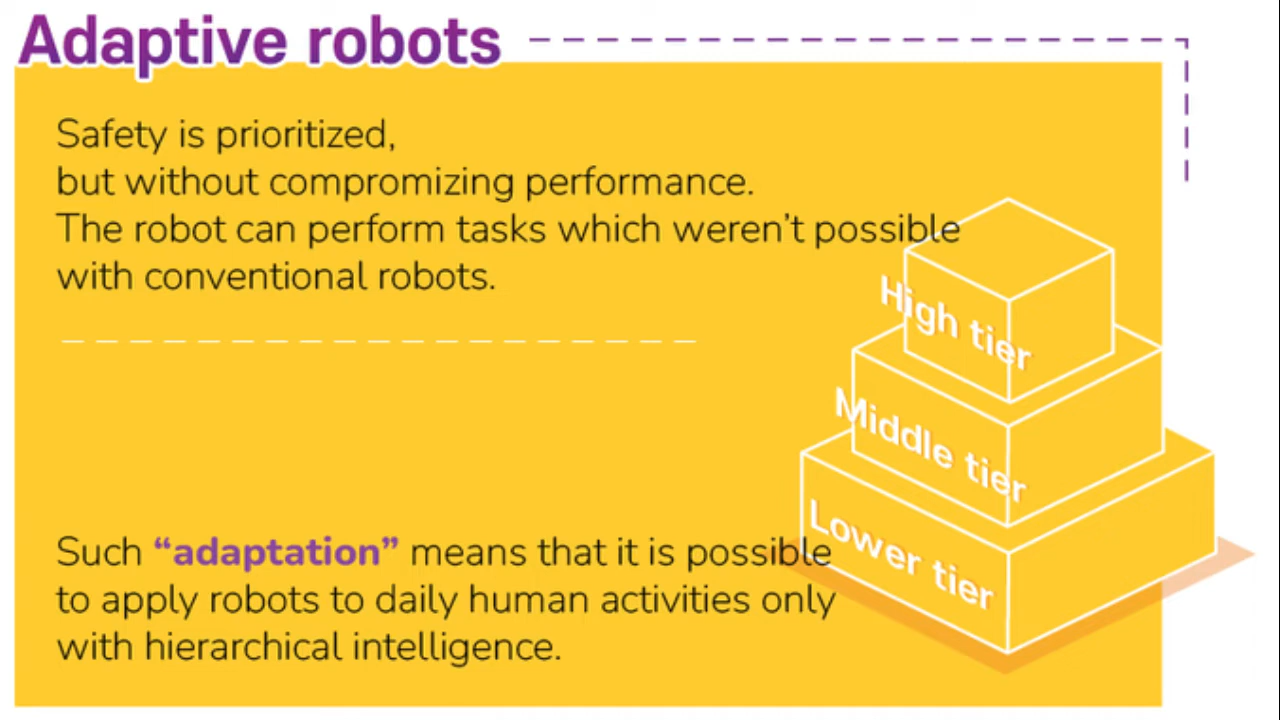 Adaptive robots
Safety is prioritized,
but without compromizing performance.
The robot can perform tasks which weren’t possible
with conventional robots.
High tier
Middle tier
Lower tier
Such “adaptation” means that it is possible
to apply robots to daily human activities only
with hierarchical intelligence.